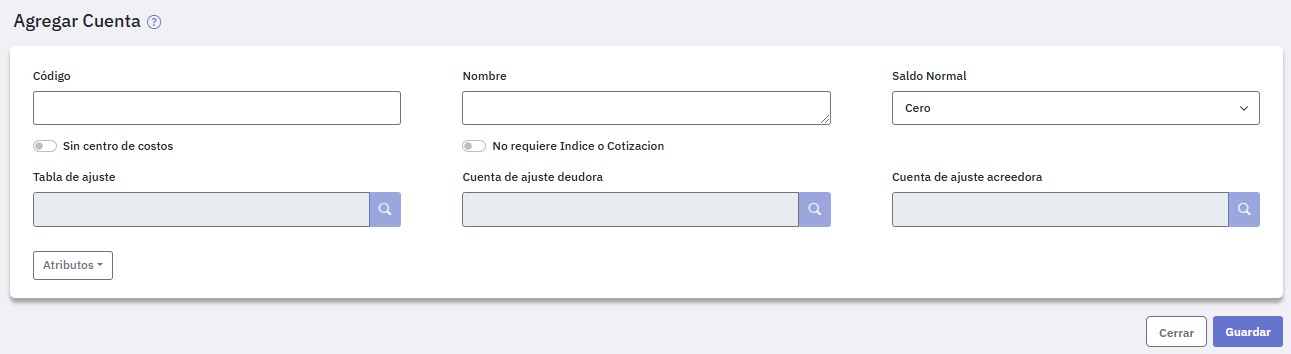 Agregar Cuenta ?
Código
Nombre
Saldo Normal
Cero
Sin centro de costos
No requiere Indice o Cotizacion
Tabla de ajuste
Cuenta de ajuste deudora
Cuenta de ajuste acreedora
Atributos
Cerrar
Guardar